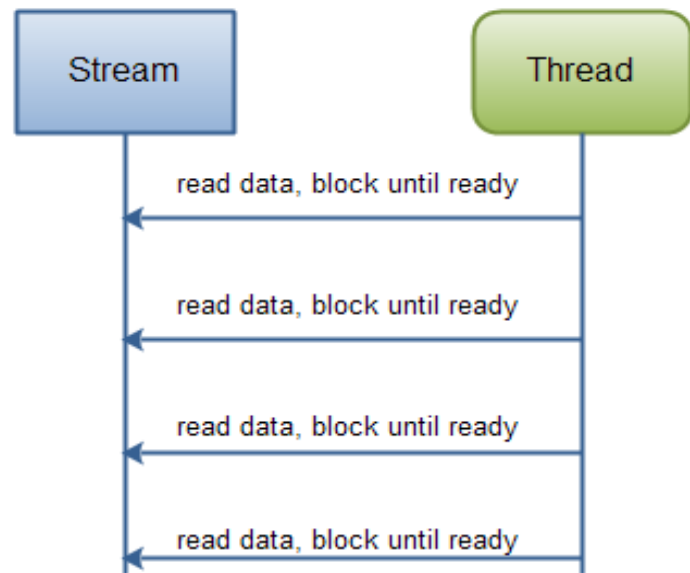 Stream
Thread
read data, block until ready
read data, block until ready
read data, block until ready
read data, block until ready